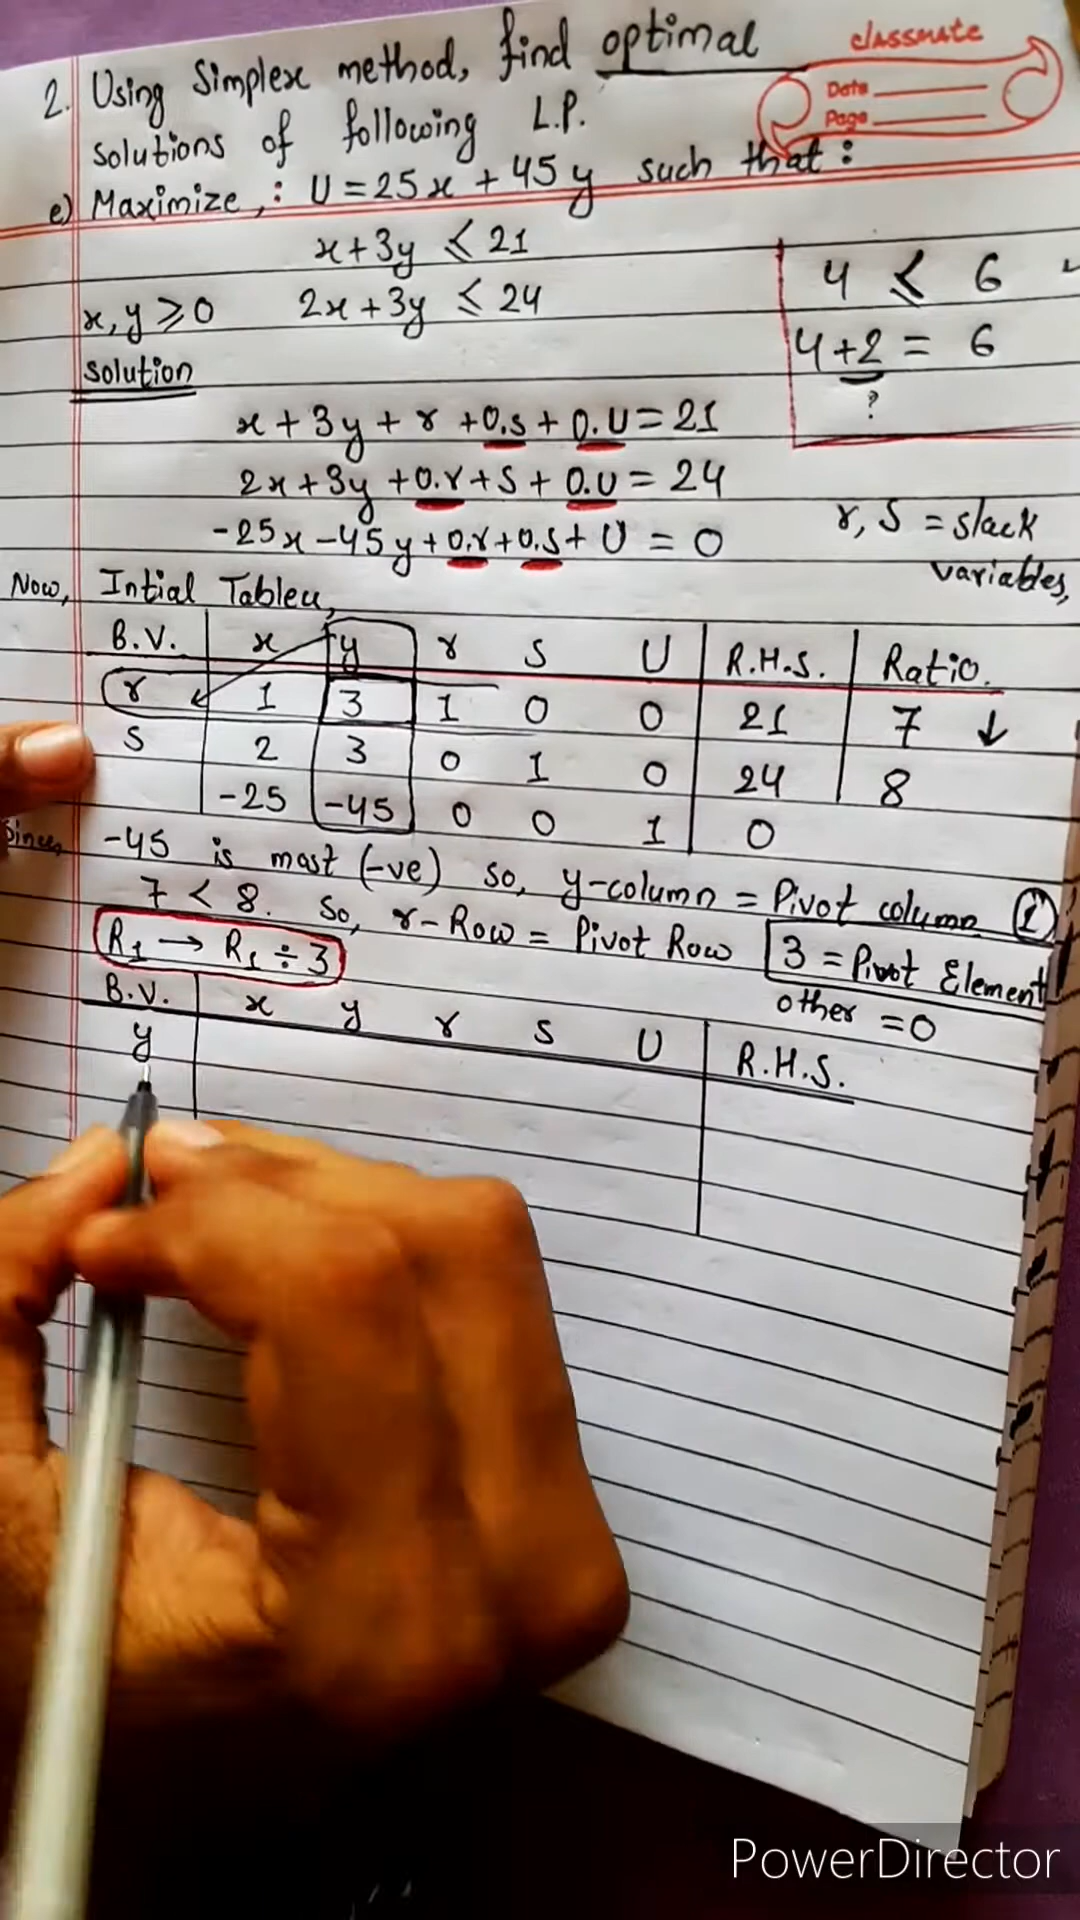 classmate
Date
Page
2. Using Simplex method, find optimal
solutions of following L.P.
e) Maximize,: U = 25x + 45y such that:
x + 3y ≤ 21
x, y ≥ 0 2x + 3y ≤ 24
4 ≤ 6
4 + 2 = 6
?
solution
x + 3y + r + 0.s + 0.U = 21
2x + 3y + 0.r + s + 0.U = 24
-25x - 45y + 0.r + 0.s + U = 0
r, s = slack
variables,
Now, Intial Tableu,
B.V. x y r s U R.H.S. Ratio.
r 1 3 1 0 0 21 7 ↓
s 2 3 0 1 0 24 8
-25 -45 0 0 1 0
Since, -45 is most (-ve) so, y-column = Pivot column 1
7 < 8. So, r-Row = Pivot Row 3 = Pivot Element
R1 → R1 ÷ 3 other = 0
B.V. x y r s U R.H.S.
y
PowerDirector